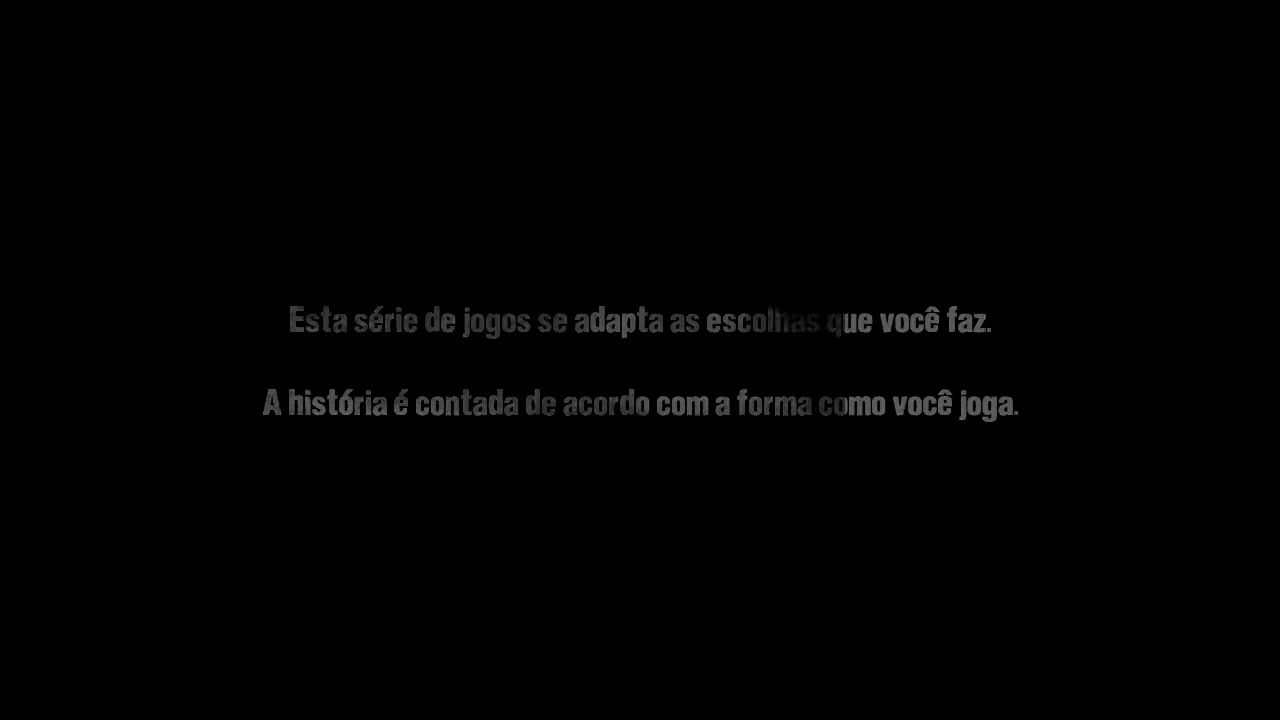 Esta série de jogos se adapta as escolhas que você faz.
A história é contada de acordo com a forma como você joga.